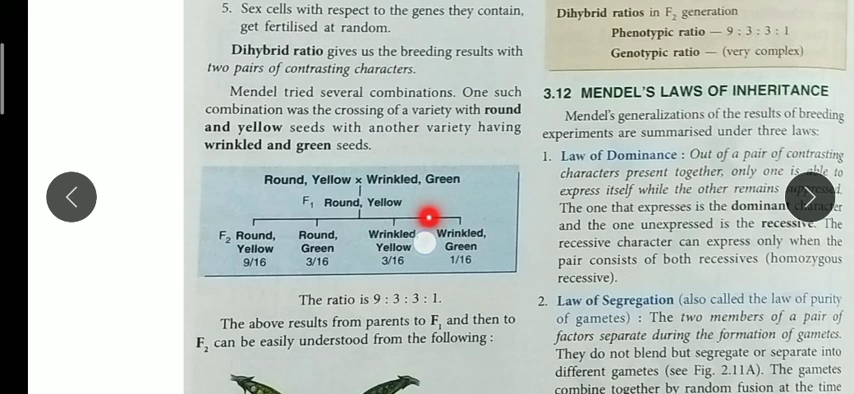 5. Sex cells with respect to the genes they contain,
get fertilised at random.
Dihybrid ratio gives us the breeding results with
two pairs of contrasting characters.
Mendel tried several combinations. One such
combination was the crossing of a variety with round
and yellow seeds with another variety having
wrinkled and green seeds.
Round, Yellow × Wrinkled, Green
F1 Round, Yellow
F2 Round, Yellow 9/16
Round, Green 3/16
Wrinkled Yellow 3/16
Wrinkled, Green 1/16
The ratio is 9 : 3 : 3 : 1.
The above results from parents to F1 and then to
F2 can be easily understood from the following :
Dihybrid ratios in F2 generation
Phenotypic ratio — 9 : 3 : 3 : 1
Genotypic ratio — (very complex)
3.12 MENDEL'S LAWS OF INHERITANCE
Mendel's generalizations of the results of breeding
experiments are summarised under three laws:
1. Law of Dominance : Out of a pair of contrasting
characters present together, only one is able to
express itself while the other remains suppressed.
The one that expresses is the dominant character
and the one unexpressed is the recessive. The
recessive character can express only when the
pair consists of both recessives (homozygous
recessive).
2. Law of Segregation (also called the law of purity
of gametes) : The two members of a pair of
factors separate during the formation of gametes.
They do not blend but segregate or separate into
different gametes (see Fig. 2.11A). The gametes
combine together by random fusion at the time